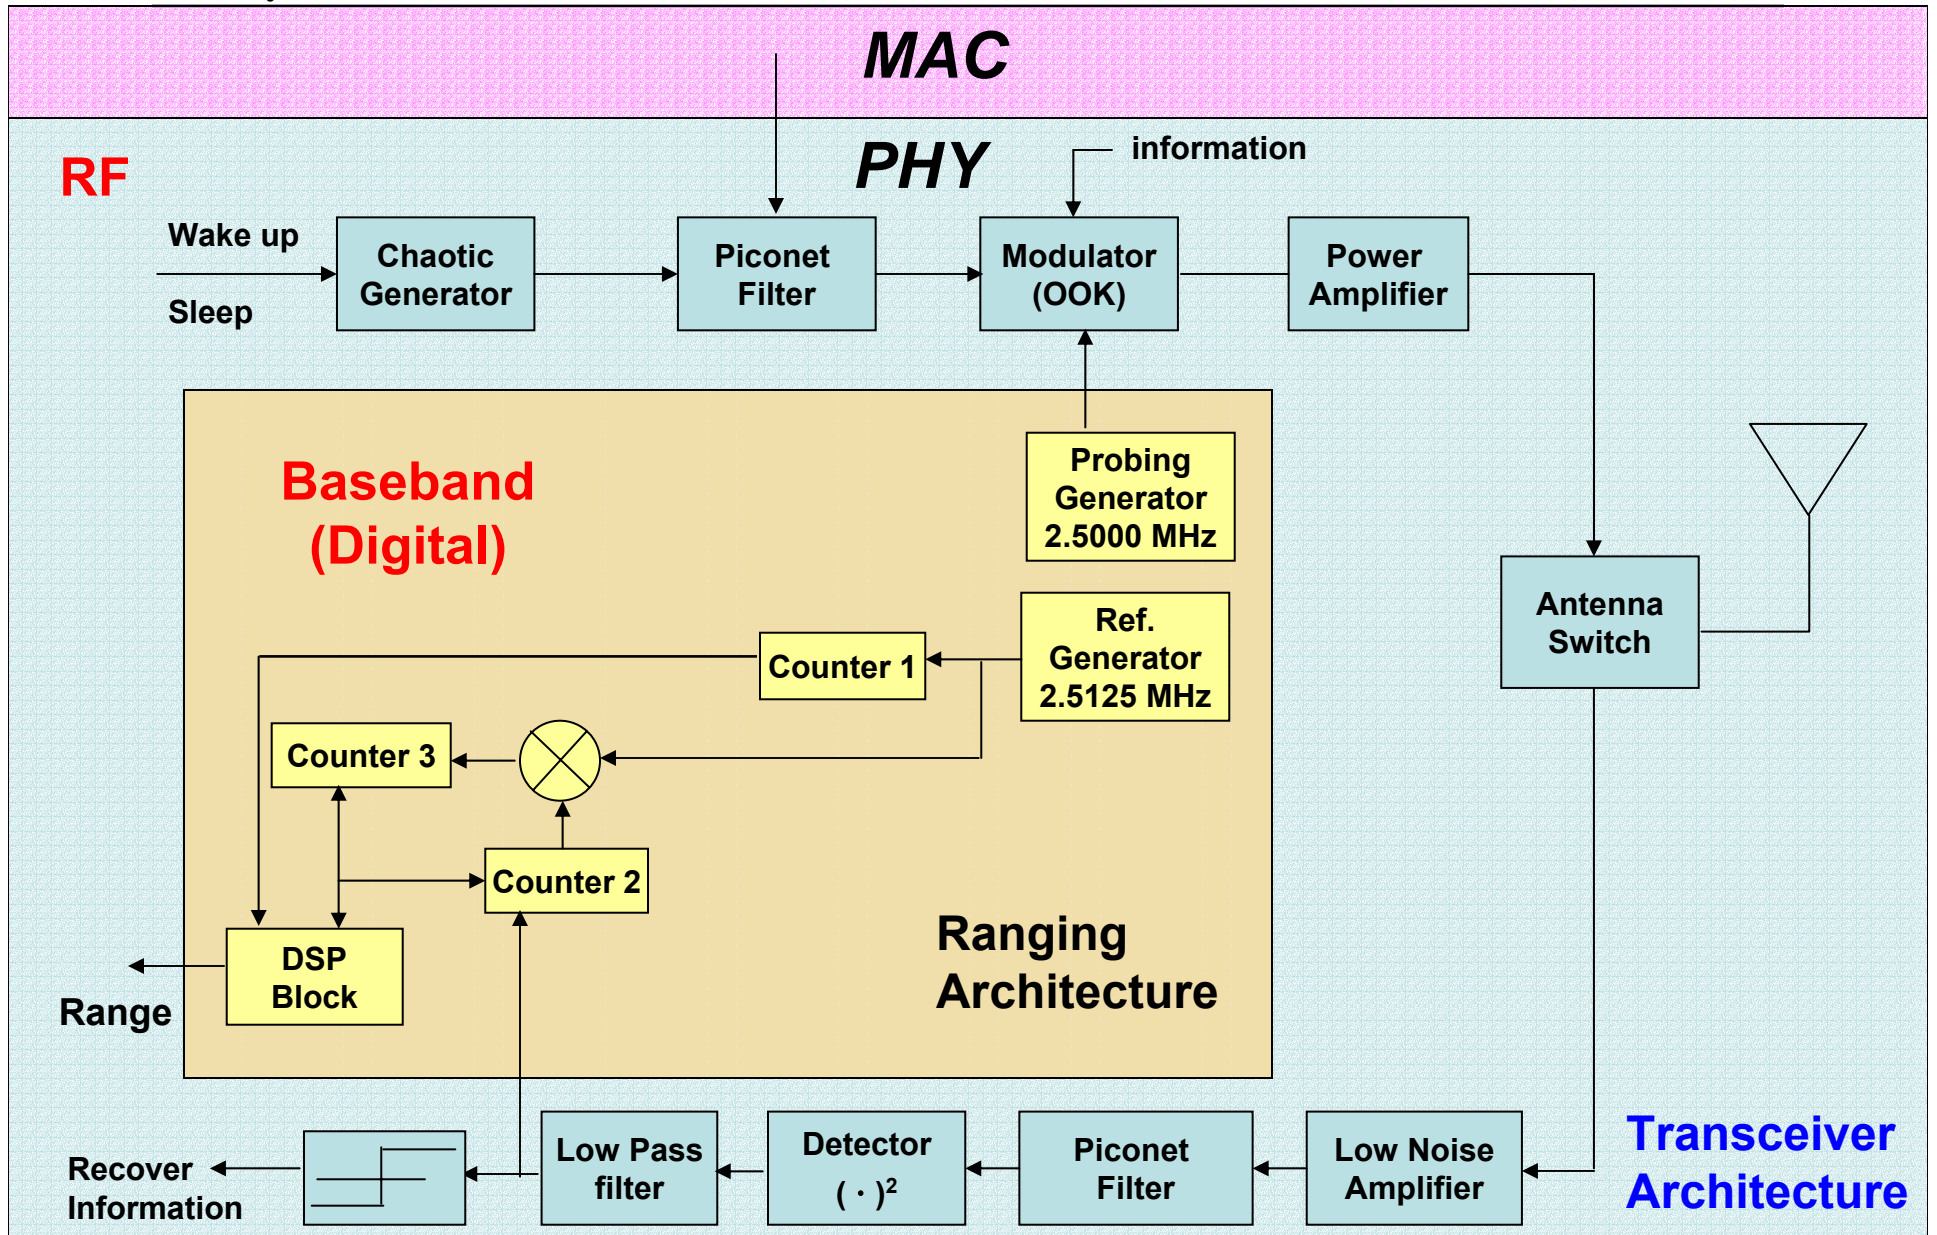 MAC
PHY
RF
information
Wake up
Sleep
Chaotic
Generator
Piconet
Filter
Modulator
(OOK)
Power
Amplifier
Baseband
(Digital)
Probing
Generator
2.5000 MHz
Ref.
Generator
2.5125 MHz
Counter 1
Counter 3
Counter 2
DSP
Block
Range
Ranging
Architecture
Antenna
Switch
Recover
Information
Low Pass
filter
Detector
( · )²
Piconet
Filter
Low Noise
Amplifier
Transceiver
Architecture